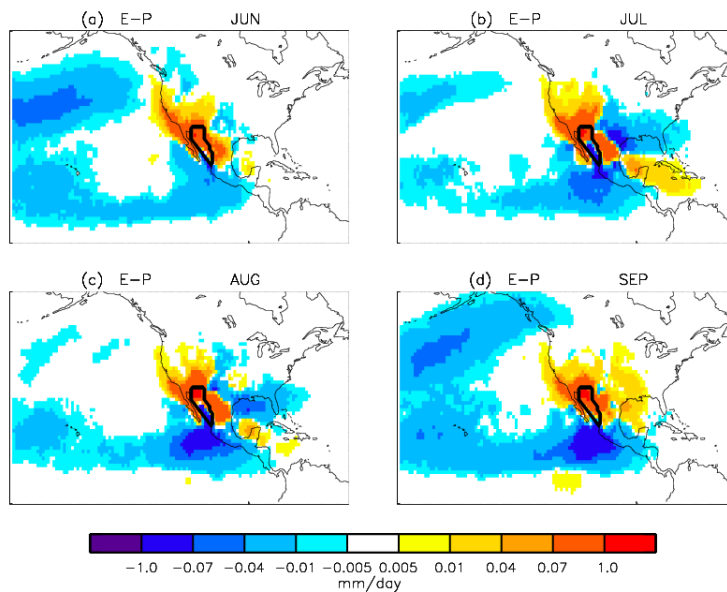 (a) E-P JUN
(b) E-P JUL
(c) E-P AUG
(d) E-P SEP
-1.0 -0.07 -0.04 -0.01 -0.005 0.005 0.01 0.04 0.07 1.0
mm/day